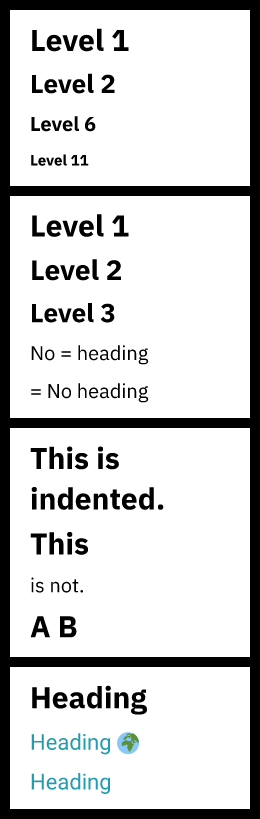 Level 1
Level 2
Level 6
Level 11
Level 1
Level 2
Level 3
No = heading
= No heading
This is
indented.
This
is not.
A B
Heading
Heading 🌍
Heading